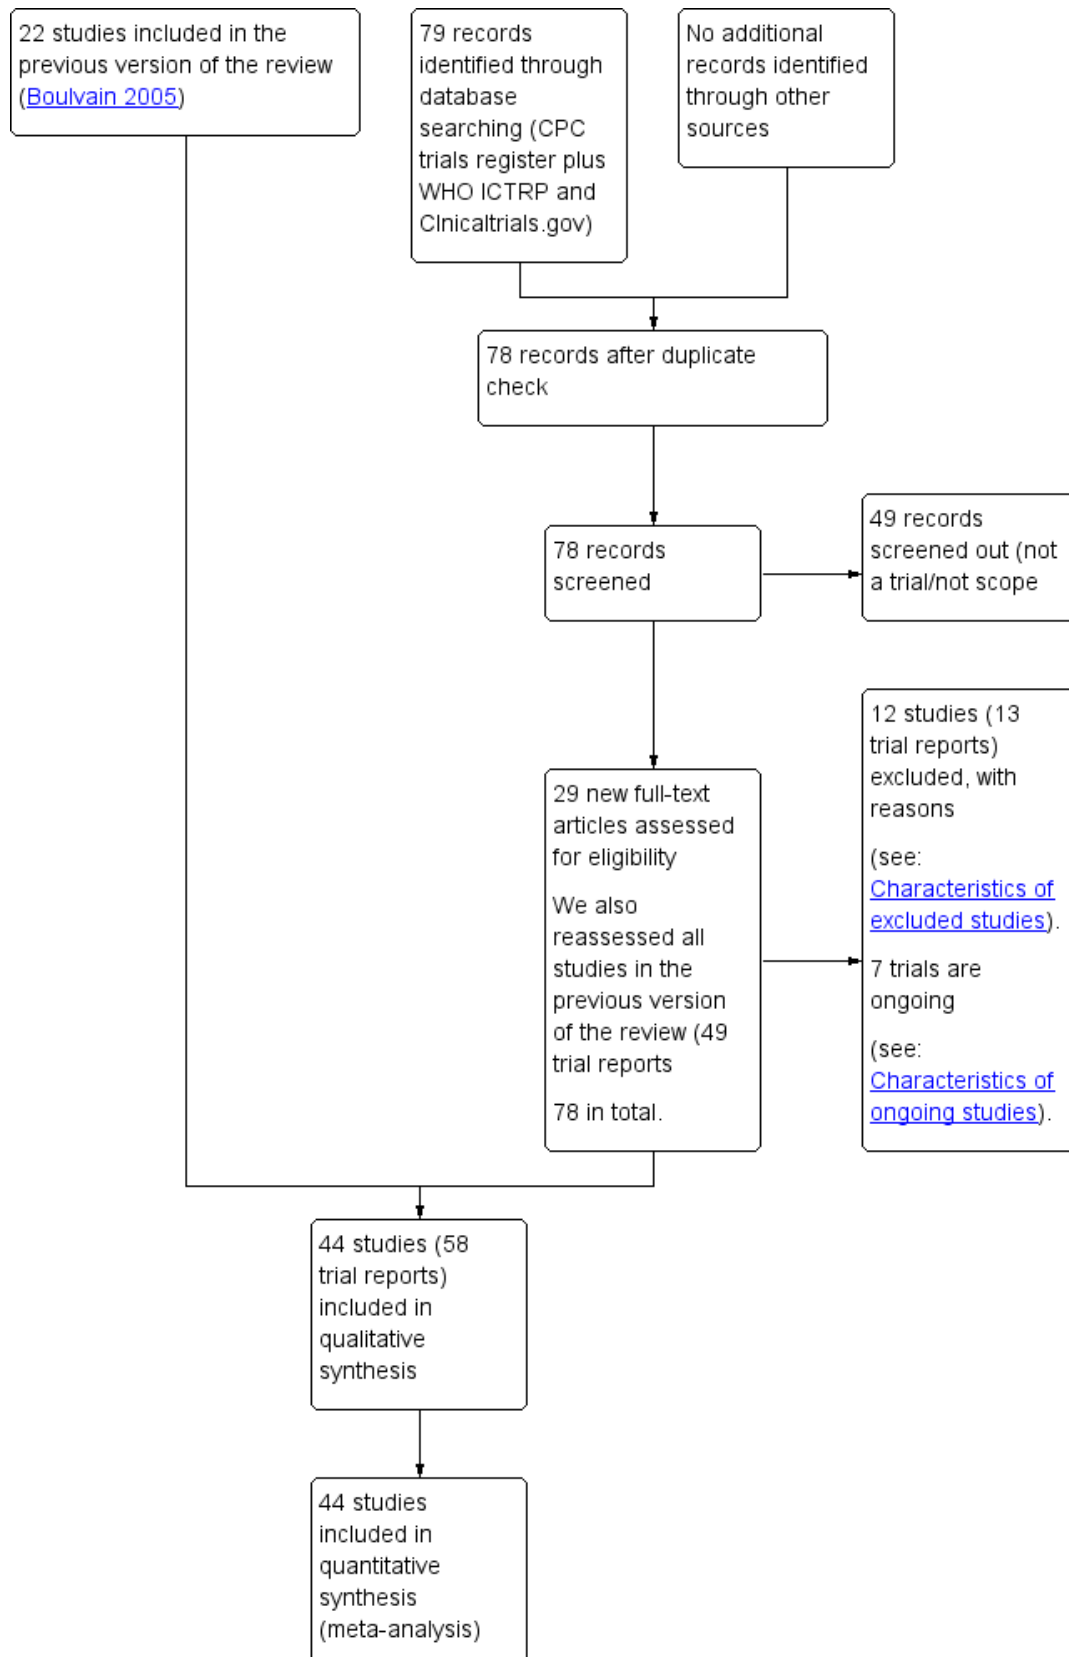 22 studies included in the
previous version of the review
(Boulvain 2005)
79 records
identified through
database
searching (CPC
trials register plus
WHO ICTRP and
Clnicaltrials.gov)
No additional
records identified
through other
sources
78 records after duplicate
check
78 records
screened
49 records
screened out (not
a trial/not scope
29 new full-text
articles assessed
for eligibility
We also
reassessed all
studies in the
previous version
of the review (49
trial reports
78 in total.
12 studies (13
trial reports)
excluded, with
reasons
(see:
Characteristics of
excluded studies).
7 trials are
ongoing
(see:
Characteristics of
ongoing studies).
44 studies (58
trial reports)
included in
qualitative
synthesis
44 studies
included in
quantitative
synthesis
(meta-analysis)